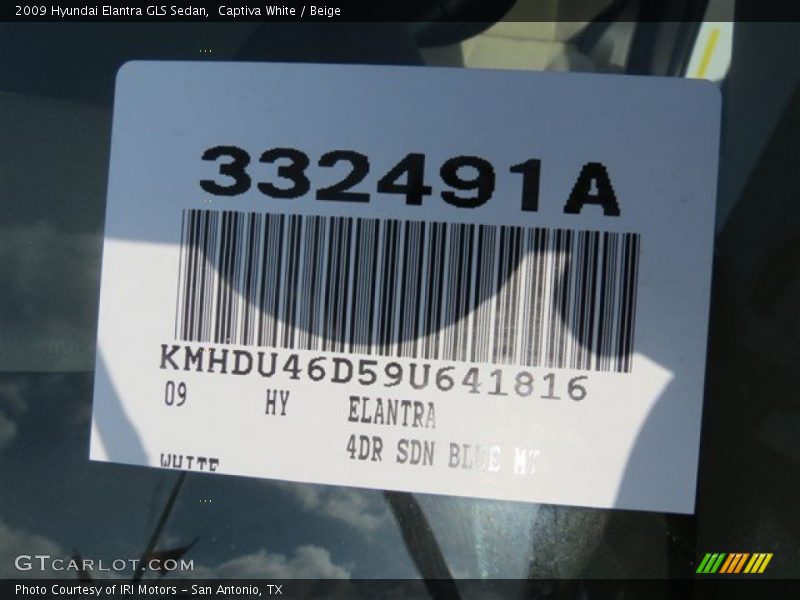 2009 Hyundai Elantra GLS Sedan,  Captiva White / Beige
332491A
KMHDU46D59U641816
09 HY ELANTRA
4DR SDN BLUE MT
WHITE
GTCARLOT.COM
Photo Courtesy of IRI Motors – San Antonio, TX